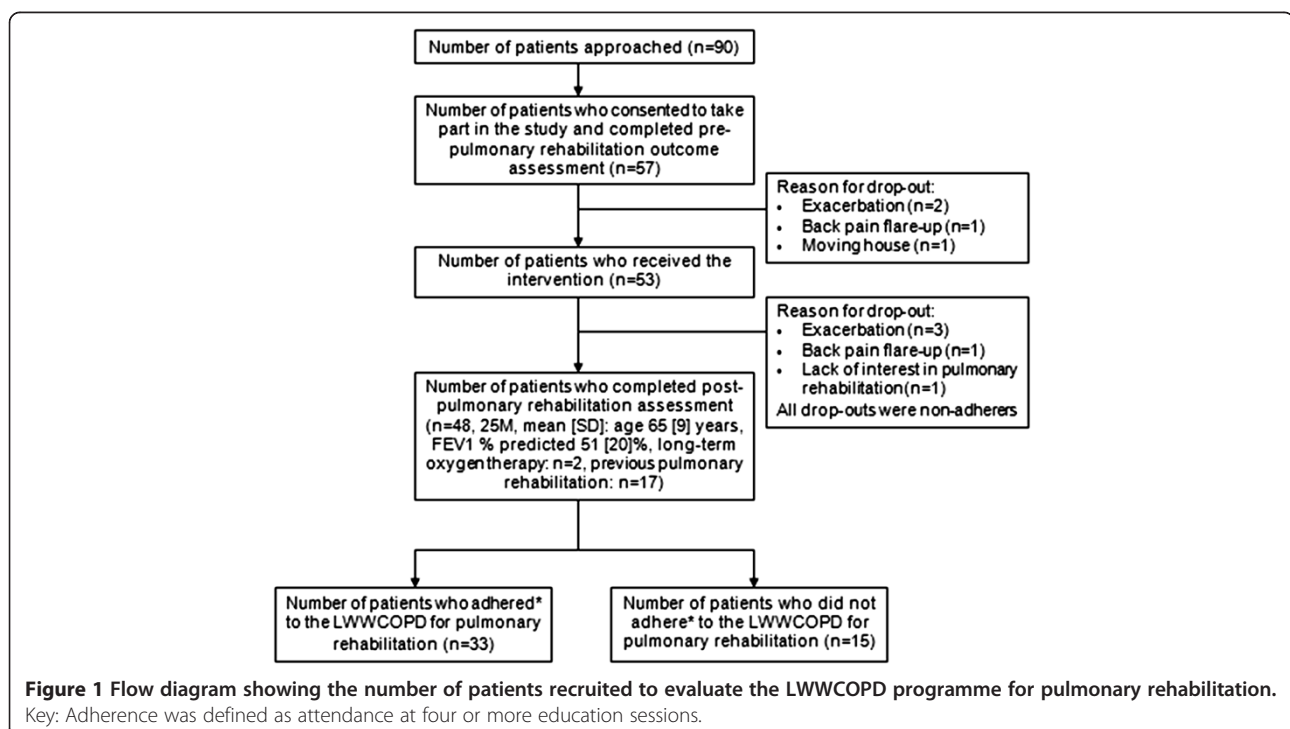 Number of patients approached (n=90)
Number of patients who consented to take
part in the study and completed pre-
pulmonary rehabilitation outcome
assessment (n=57)
Reason for drop-out:
• Exacerbation (n=2)
• Back pain flare-up (n=1)
• Moving house (n=1)
Number of patients who received the
intervention (n=53)
Reason for drop-out:
• Exacerbation (n=3)
• Back pain flare-up (n=1)
• Lack of interest in pulmonary
rehabilitation (n=1)
All drop-outs were non-adherers
Number of patients who completed post-
pulmonary rehabilitation assessment
(n=48, 25M, mean [SD]: age 65 [9] years,
FEV1 % predicted 51 [20]%, long-term
oxygen therapy: n=2, previous pulmonary
rehabilitation: n=17)
Number of patients who adhered*
to the LWWCOPD for pulmonary
rehabilitation (n=33)
Number of patients who did not
adhere* to the LWWCOPD for
pulmonary rehabilitation (n=15)
Figure 1 Flow diagram showing the number of patients recruited to evaluate the LWWCOPD programme for pulmonary rehabilitation.
Key: Adherence was defined as attendance at four or more education sessions.